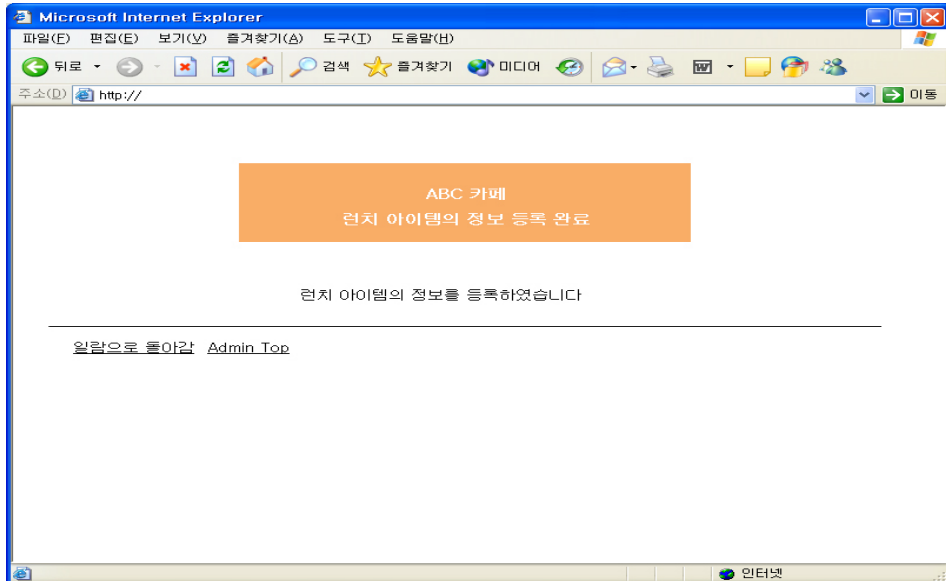 Microsoft Internet Explorer
파일(F) 편집(E) 보기(V) 즐겨찾기(A) 도구(T) 도움말(H)
뒤로 검색 즐겨찾기 미디어
주소(D) http:// 이동
ABC 카페
런치 아이템의 정보 등록 완료
런치 아이템의 정보를 등록하였습니다
일람으로 돌아감 Admin Top
인터넷